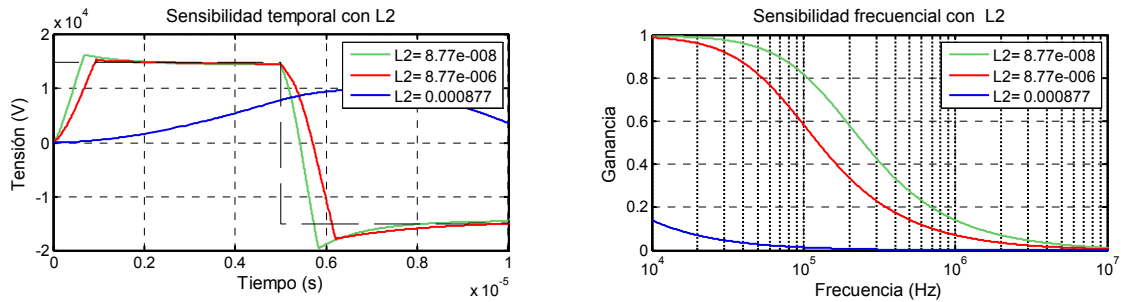 Sensibilidad temporal con L2
x 10^4
2
1
0
-1
-2
Tensión (V)
L2= 8.77e-008
L2= 8.77e-006
L2= 0.000877
0
0.2
0.4
0.6
0.8
1
Tiempo (s)
x 10^-5
Sensibilidad frecuencial con L2
1
0.8
0.6
0.4
0.2
0
Ganancia
L2= 8.77e-008
L2= 8.77e-006
L2= 0.000877
10^4
10^5
10^6
10^7
Frecuencia (Hz)